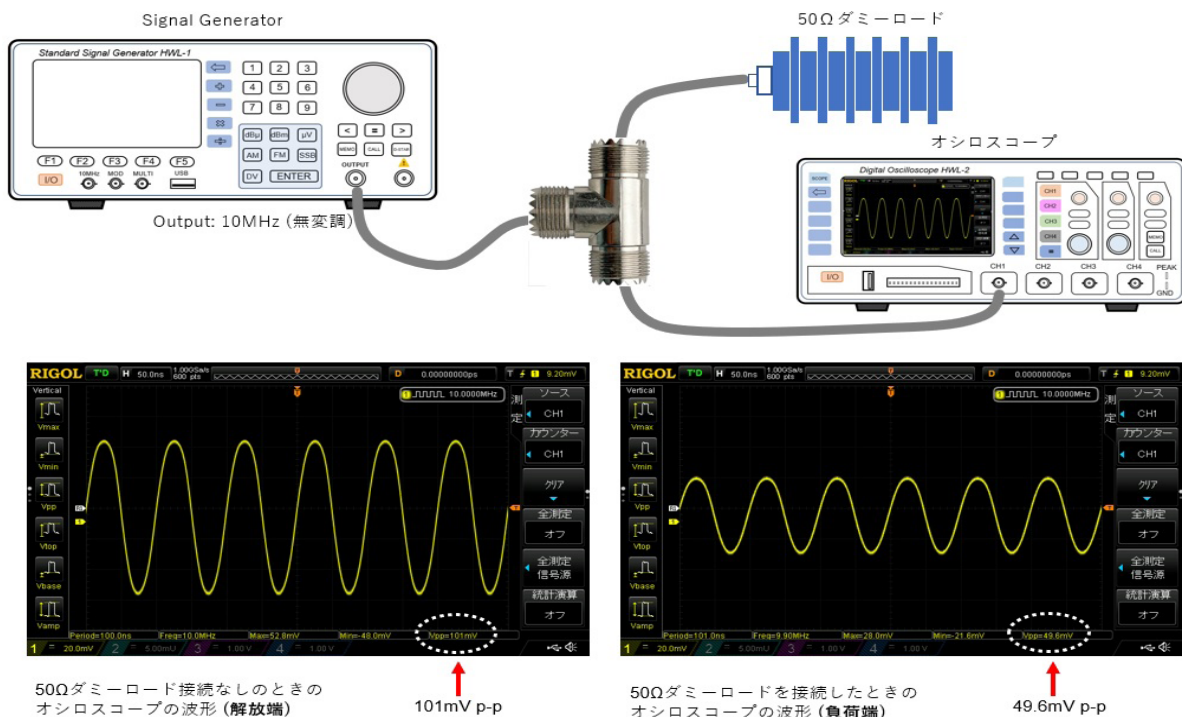 Signal Generator
50Ωダミーロード
Standard Signal Generator HWL-1
1 2 3
4 5 6
7 8 9
dBμ dBm μV
AM FM SSB
DV ENTER
< = >
MEMO CALL D-STAR
F1 F2 F3 F4 F5
I/O 10MHz MOD MULTI USB
OUTPUT
Output: 10MHz (無変調)
オシロスコープ
Digital Oscilloscope HWL-2
SCOPE
CH1
CH2
CH3
CH4
MEMO
CALL
I/O
CH1 CH2 CH3 CH4 PEAK
GND
RIGOL T'D H 50.0ns 1.00GSa/s 600 pts D 0.00000000ps T 1 9.20mV
Vertical
1 10.0000MHz
測定
ソース
CH1
カウンター
CH1
クリア
全測定
オフ
全測定
信号源
統計演算
オフ
Vmax
Vmin
Vpp
Vtop
Vbase
Vamp
Period=100.0ns Freq=10.0MHz Max=52.8mV Min=-48.0mV Vpp=101mV
1 = 20.0mV 2 = 5.00mV 3 = 1.00 V 4 = 1.00 V
50Ωダミーロード接続なしのときの
オシロスコープの波形 (解放端)
101mV p-p
RIGOL T'D H 50.0ns 1.00GSa/s 600 pts D 0.00000000ps T 1 9.20mV
Vertical
1 10.0000MHz
測定
ソース
CH1
カウンター
CH1
クリア
全測定
オフ
全測定
信号源
統計演算
オフ
Vmax
Vmin
Vpp
Vtop
Vbase
Vamp
Period=101.0ns Freq=9.90MHz Max=28.0mV Min=-21.6mV Vpp=49.6mV
1 = 20.0mV 2 = 5.00mV 3 = 1.00 V 4 = 1.00 V
50Ωダミーロードを接続したときの
オシロスコープの波形 (負荷端)
49.6mV p-p